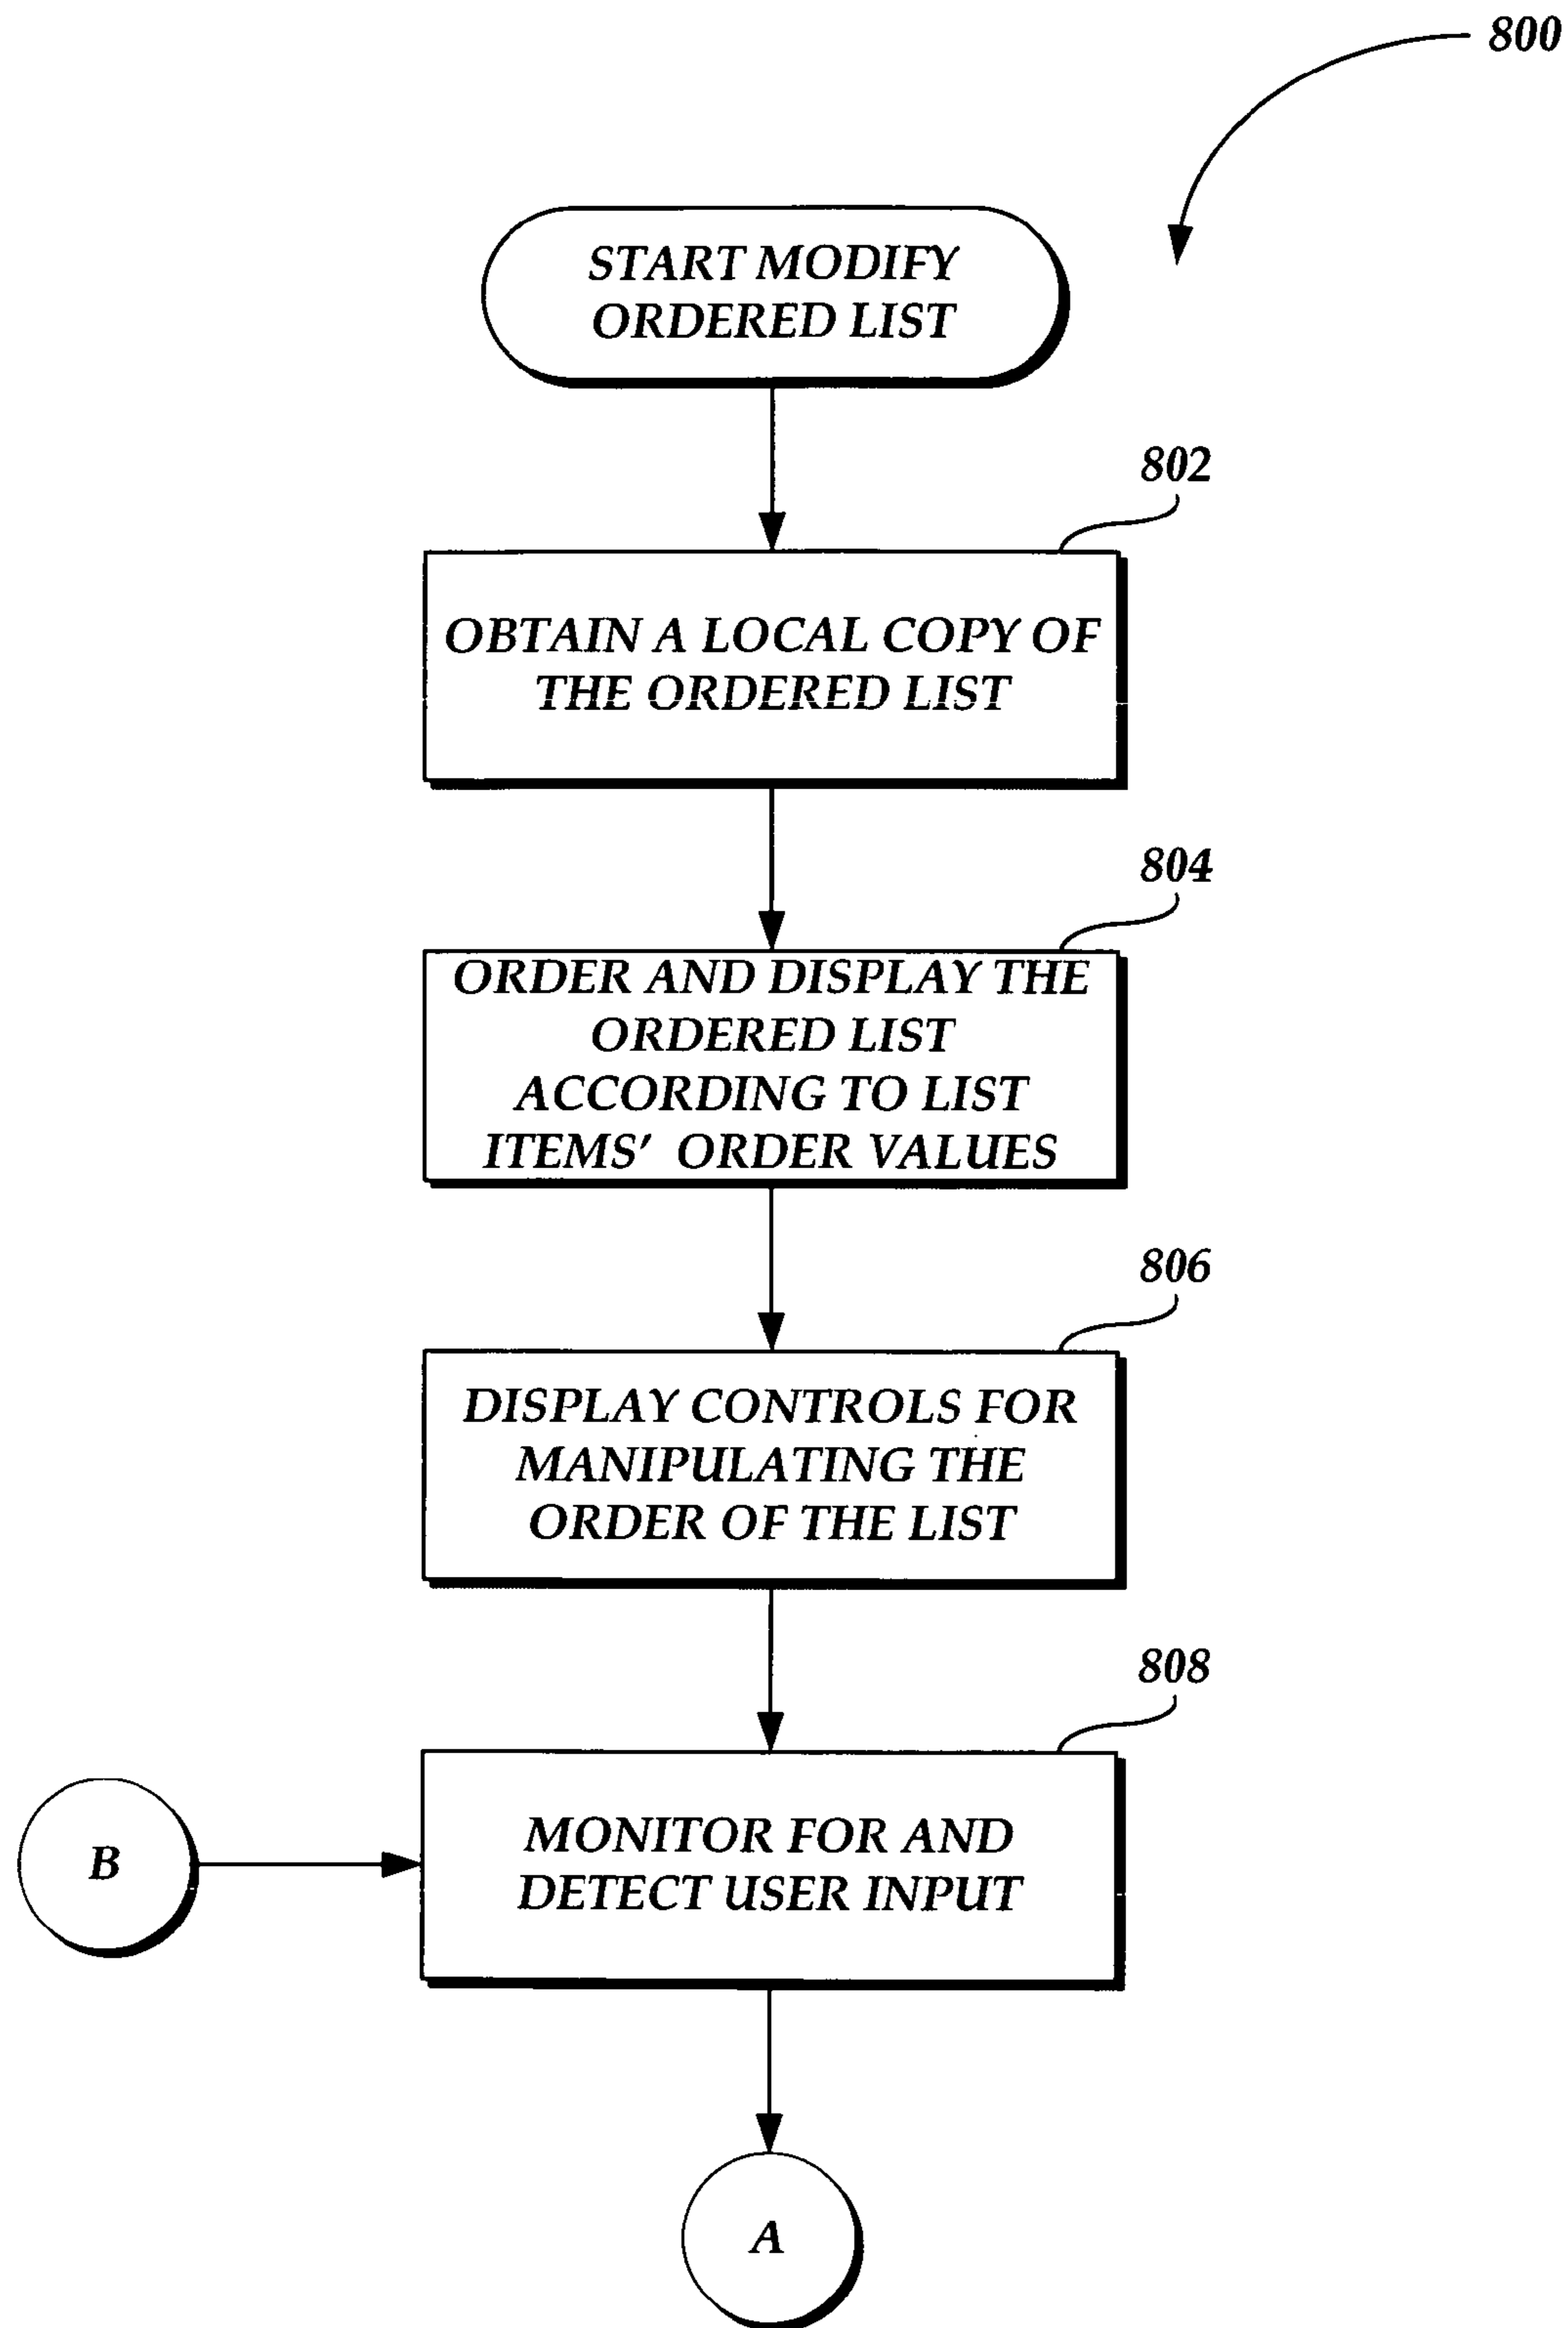 800
START MODIFY
ORDERED LIST
802
OBTAIN A LOCAL COPY OF
THE ORDERED LIST
804
ORDER AND DISPLAY THE
ORDERED LIST
ACCORDING TO LIST
ITEMS' ORDER VALUES
806
DISPLAY CONTROLS FOR
MANIPULATING THE
ORDER OF THE LIST
808
MONITOR FOR AND
DETECT USER INPUT
B
A